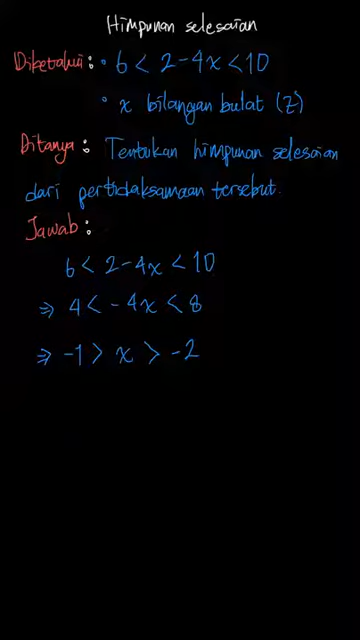 Himpunan selesaian
Diketahui : • 6 < 2 - 4x < 10
• x bilangan bulat (Z)
Ditanya : Tentukan himpunan selesaian
dari pertidaksamaan tersebut.
Jawab :
6 < 2 - 4x < 10
⇒ 4 < - 4x < 8
⇒ -1 > x > -2